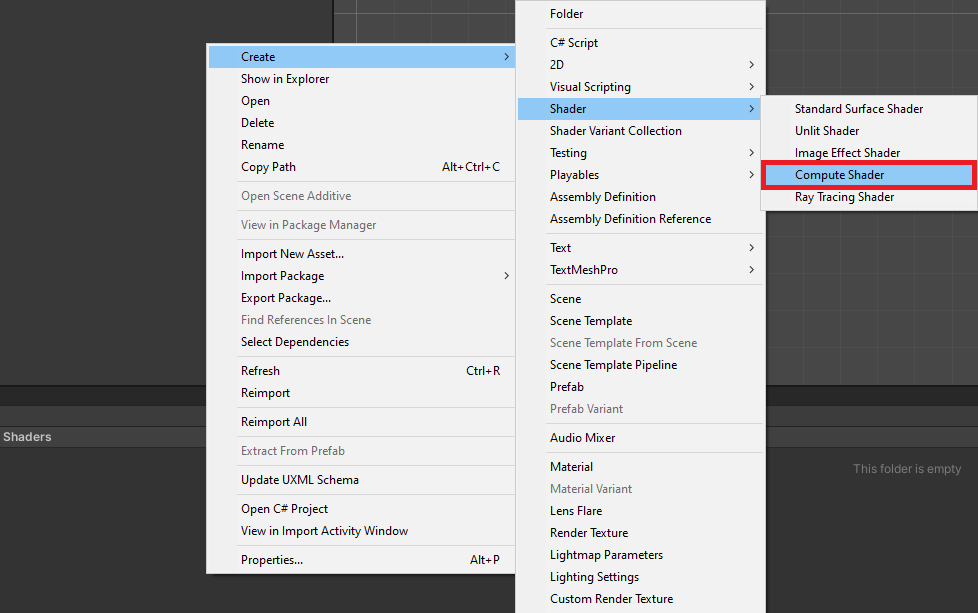 Create
Show in Explorer
Open
Delete
Rename
Copy Path Alt+Ctrl+C
Open Scene Additive
View in Package Manager
Import New Asset...
Import Package
Export Package...
Find References In Scene
Select Dependencies
Refresh Ctrl+R
Reimport
Reimport All
Extract From Prefab
Update UXML Schema
Open C# Project
View in Import Activity Window
Properties... Alt+P
Folder
C# Script
2D
Visual Scripting
Shader
Shader Variant Collection
Testing
Playables
Assembly Definition
Assembly Definition Reference
Text
TextMeshPro
Scene
Scene Template
Scene Template From Scene
Scene Template Pipeline
Prefab
Prefab Variant
Audio Mixer
Material
Material Variant
Lens Flare
Render Texture
Lightmap Parameters
Lighting Settings
Custom Render Texture
Standard Surface Shader
Unlit Shader
Image Effect Shader
Compute Shader
Ray Tracing Shader
Shaders
This folder is empty